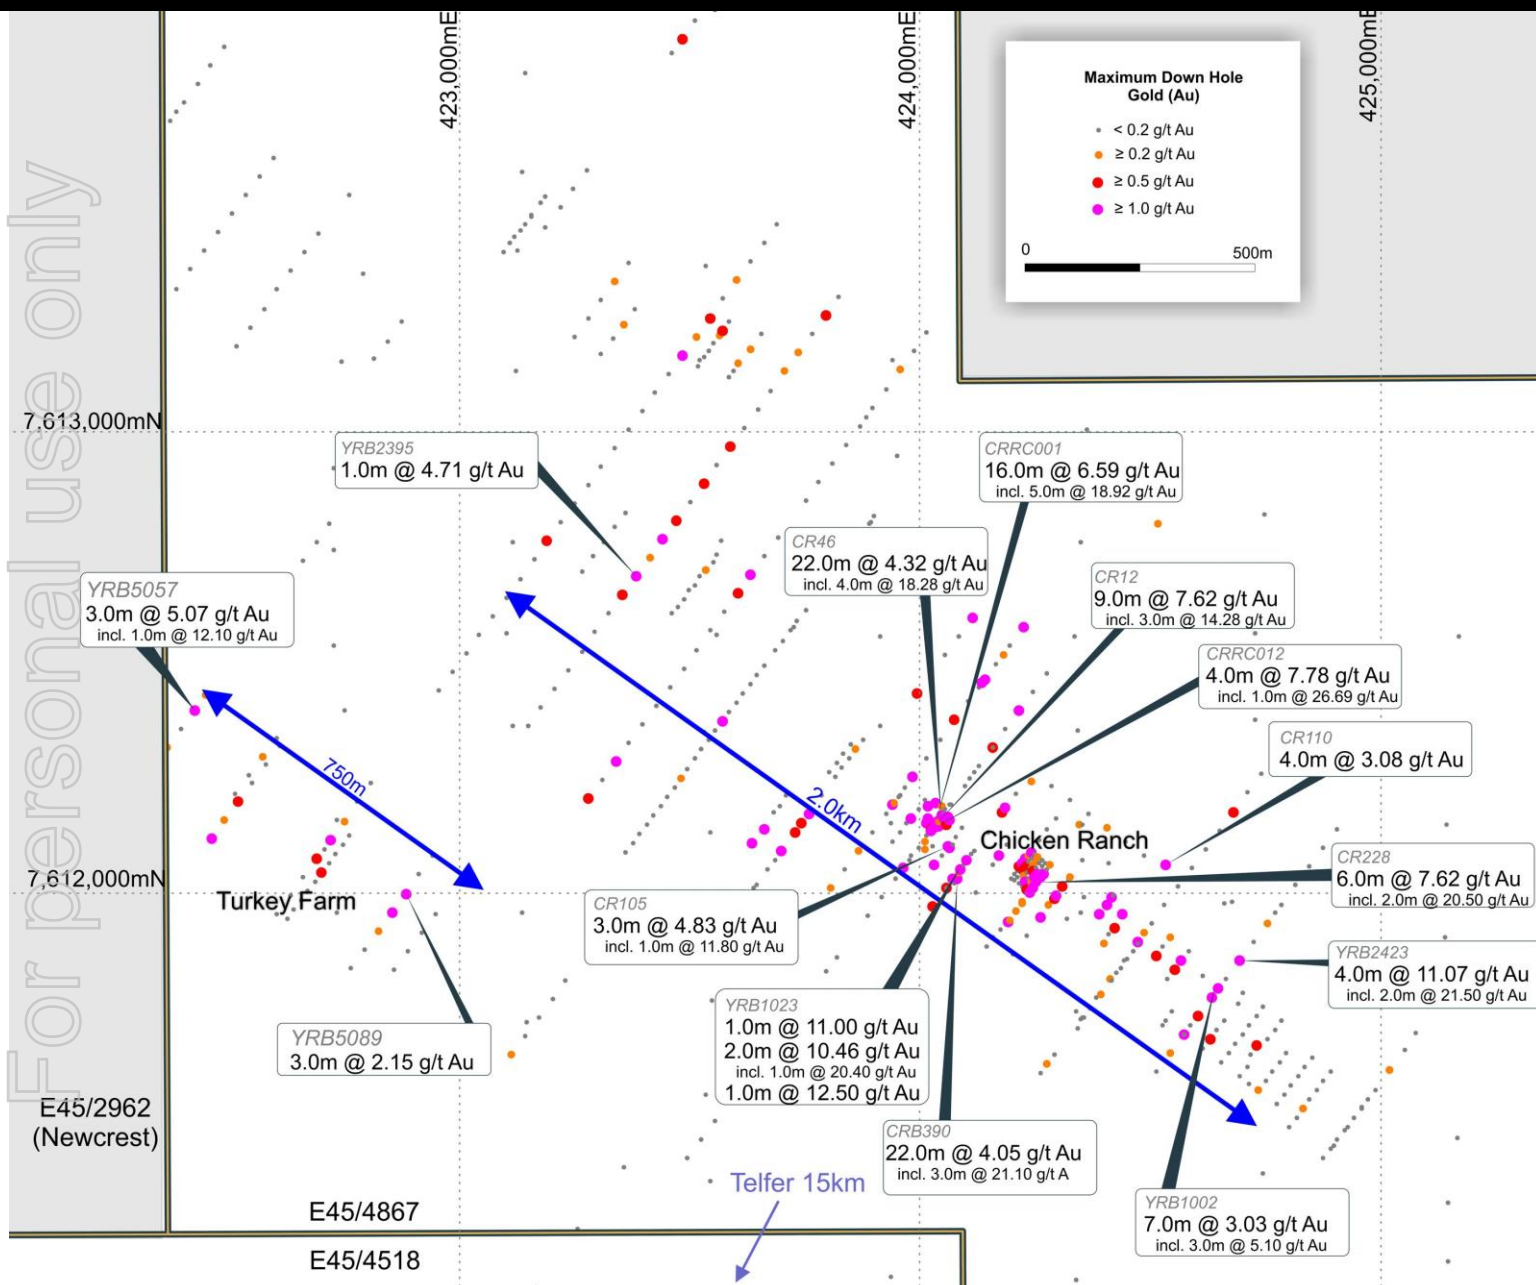 For personal use only
423,000mE
424,000mE
425,000mE
Maximum Down Hole
Gold (Au)
< 0.2 g/t Au
≥ 0.2 g/t Au
≥ 0.5 g/t Au
≥ 1.0 g/t Au
0
500m
7,613,000mN
YRB2395
1.0m @ 4.71 g/t Au
CRRC001
16.0m @ 6.59 g/t Au
incl. 5.0m @ 18.92 g/t Au
CR46
22.0m @ 4.32 g/t Au
incl. 4.0m @ 18.28 g/t Au
CR12
9.0m @ 7.62 g/t Au
incl. 3.0m @ 14.28 g/t Au
YRB5057
3.0m @ 5.07 g/t Au
incl. 1.0m @ 12.10 g/t Au
CRRC012
4.0m @ 7.78 g/t Au
incl. 1.0m @ 26.69 g/t Au
CR110
4.0m @ 3.08 g/t Au
750m
2.0km
Chicken Ranch
CR228
6.0m @ 7.62 g/t Au
incl. 2.0m @ 20.50 g/t Au
7,612,000mN
Turkey Farm
CR105
3.0m @ 4.83 g/t Au
incl. 1.0m @ 11.80 g/t Au
YRB2423
4.0m @ 11.07 g/t Au
incl. 2.0m @ 21.50 g/t Au
YRB1023
1.0m @ 11.00 g/t Au
2.0m @ 10.46 g/t Au
incl. 1.0m @ 20.40 g/t Au
1.0m @ 12.50 g/t Au
YRB5089
3.0m @ 2.15 g/t Au
E45/2962
(Newcrest)
CRB390
22.0m @ 4.05 g/t Au
incl. 3.0m @ 21.10 g/t A
YRB1002
7.0m @ 3.03 g/t Au
incl. 3.0m @ 5.10 g/t Au
Telfer 15km
E45/4867
E45/4518